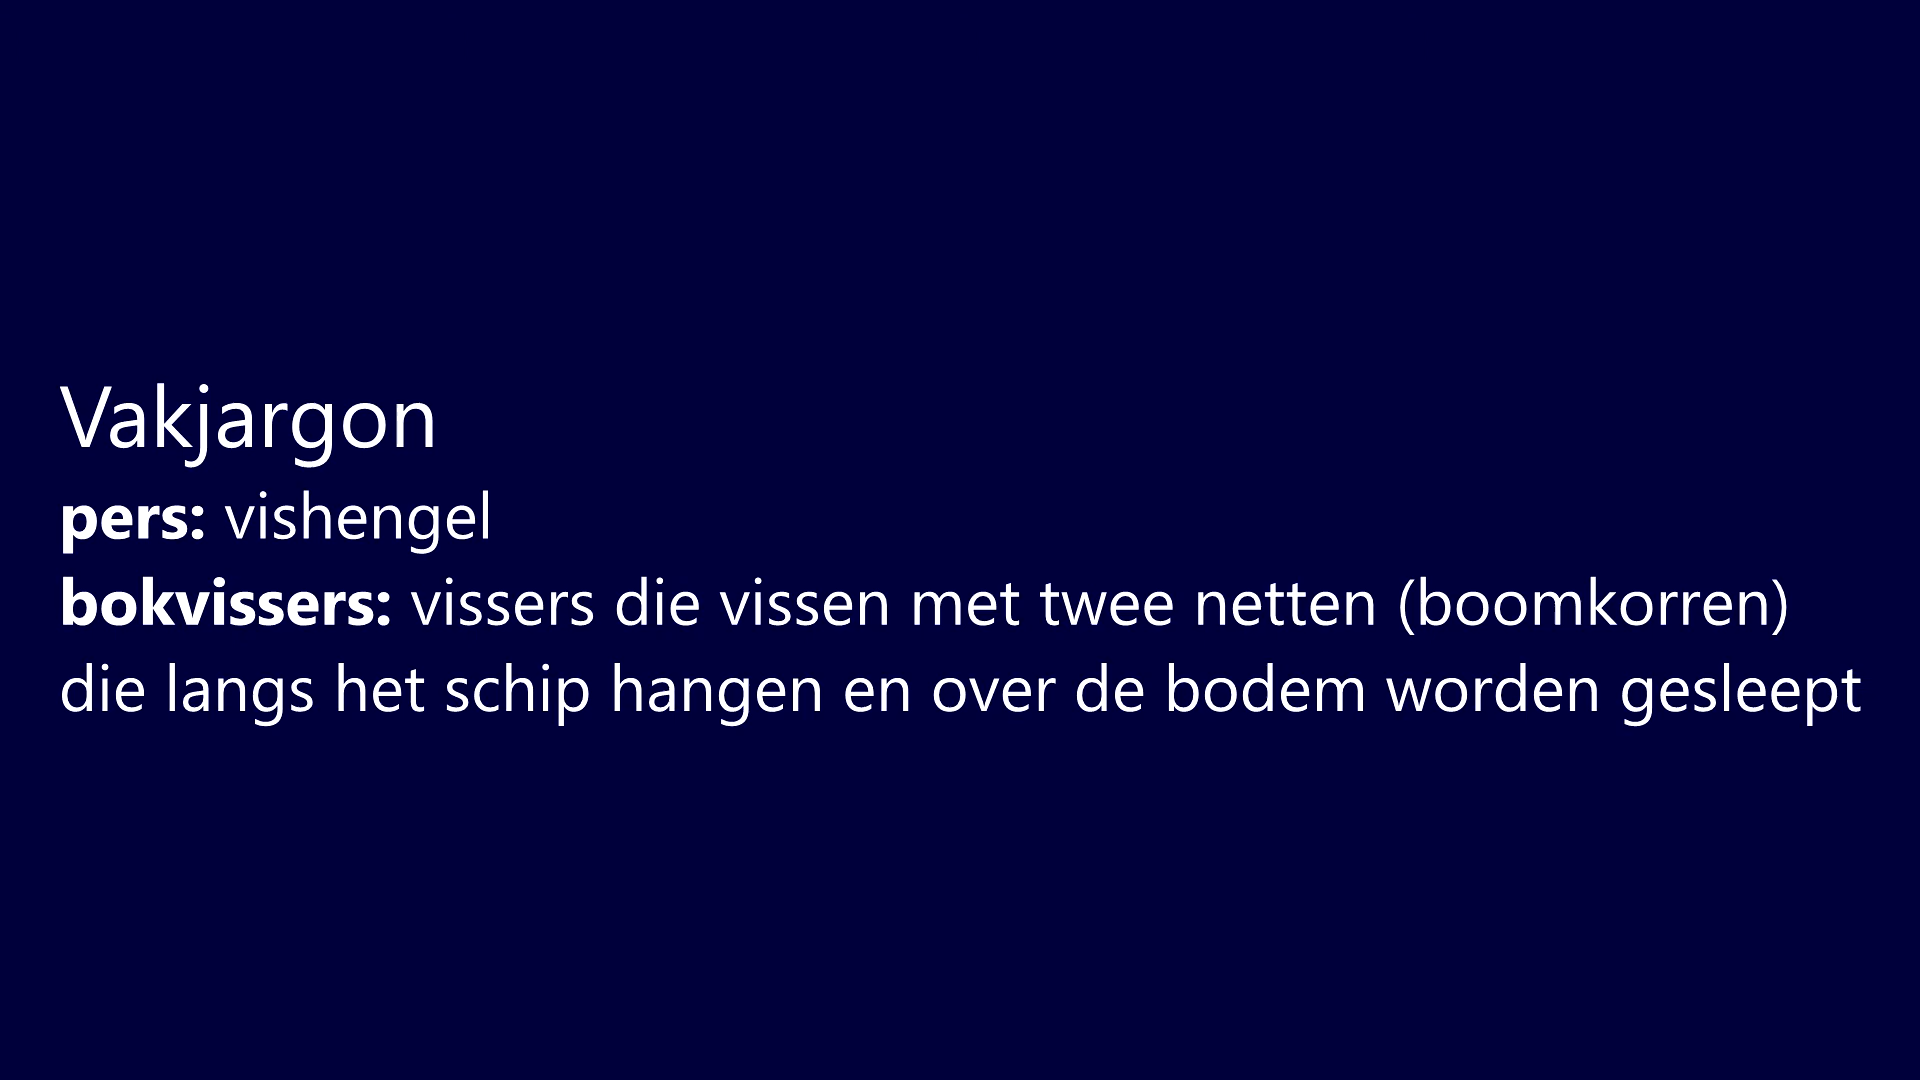 Vakjargon
pers: vishengel
bokvissers: vissers die vissen met twee netten (boomkorren)
die langs het schip hangen en over de bodem worden gesleept